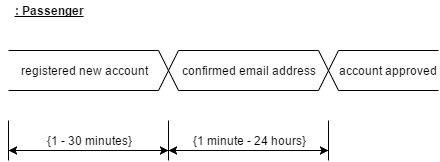 : Passenger
registered new account confirmed email address account approved
{1 - 30 minutes} {1 minute - 24 hours}